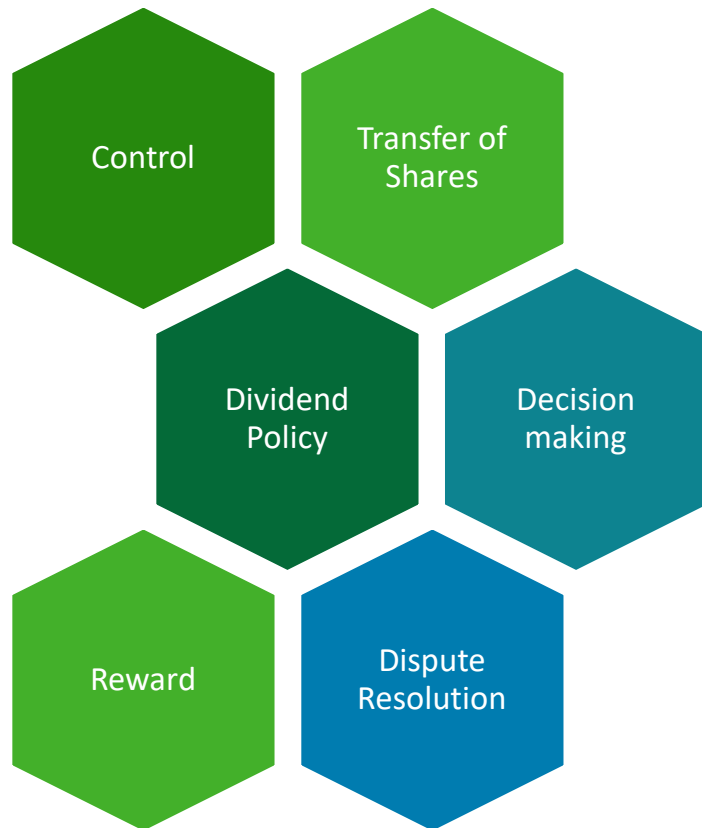 Control
Transfer of
Shares
Dividend
Policy
Decision
making
Reward
Dispute
Resolution